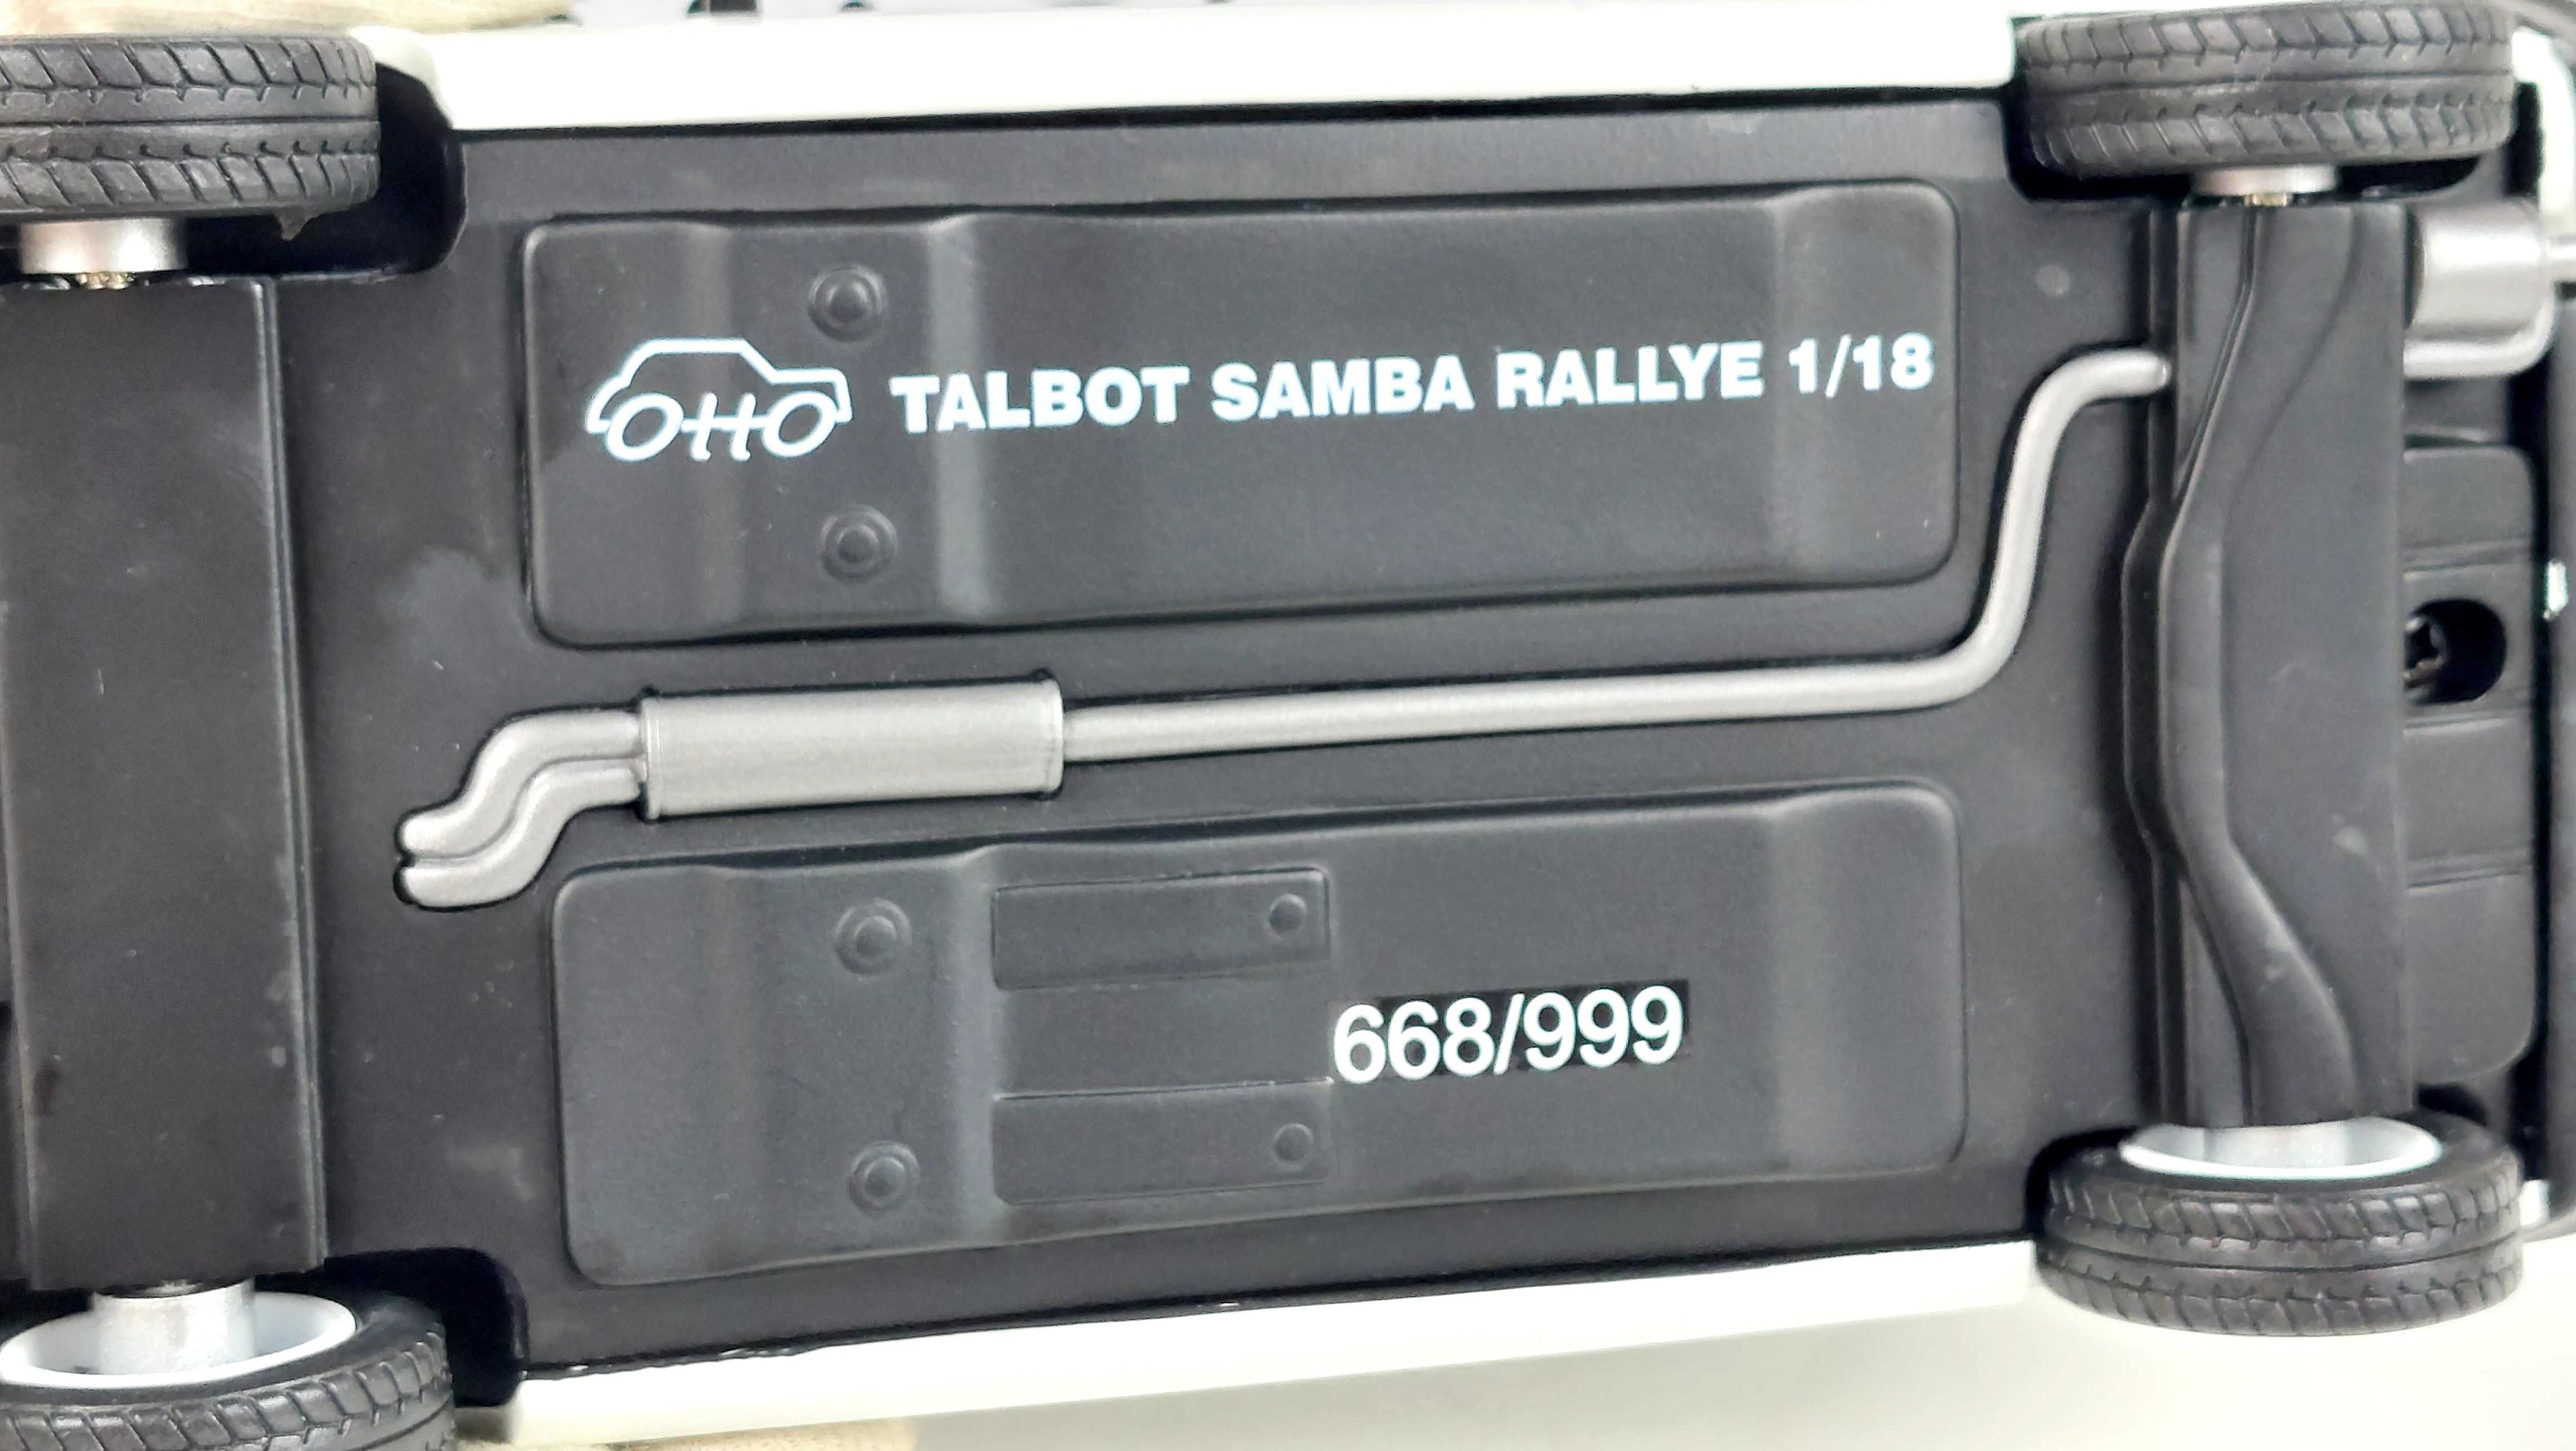 OTTO TALBOT SAMBA RALLYE 1/18
668/999